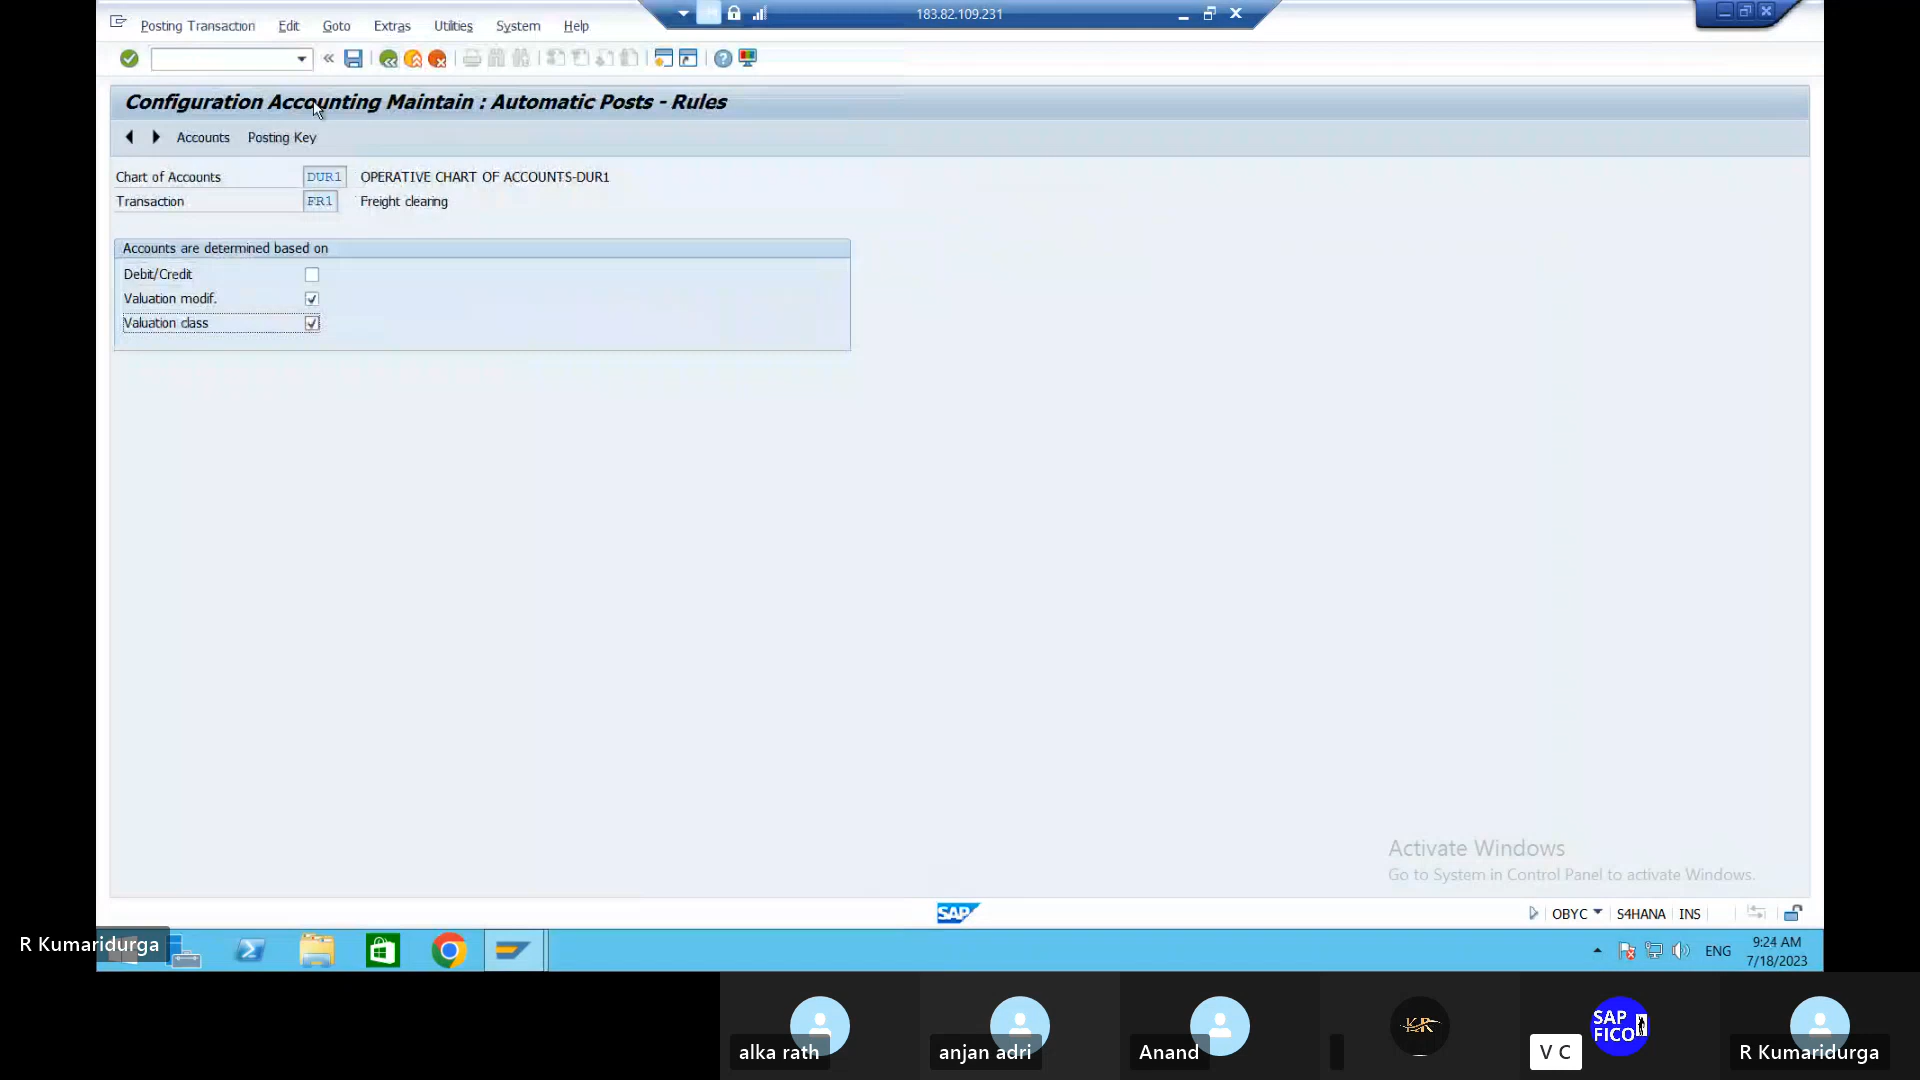 183.82.109.231
Posting Transaction Edit Goto Extras Utilities System Help
Configuration Accounting Maintain : Automatic Posts - Rules
Accounts Posting Key
Chart of Accounts DUR1 OPERATIVE CHART OF ACCOUNTS-DUR1
Transaction FR1 Freight clearing
Accounts are determined based on
Debit/Credit
Valuation modif.
Valuation class
Activate Windows
Go to System in Control Panel to activate Windows.
SAP
OBYC S4HANA INS
R Kumaridurga
ENG
9:24 AM
7/18/2023
KR
SAP
FICO
alka rath
anjan adri
Anand
V C
R Kumaridurga